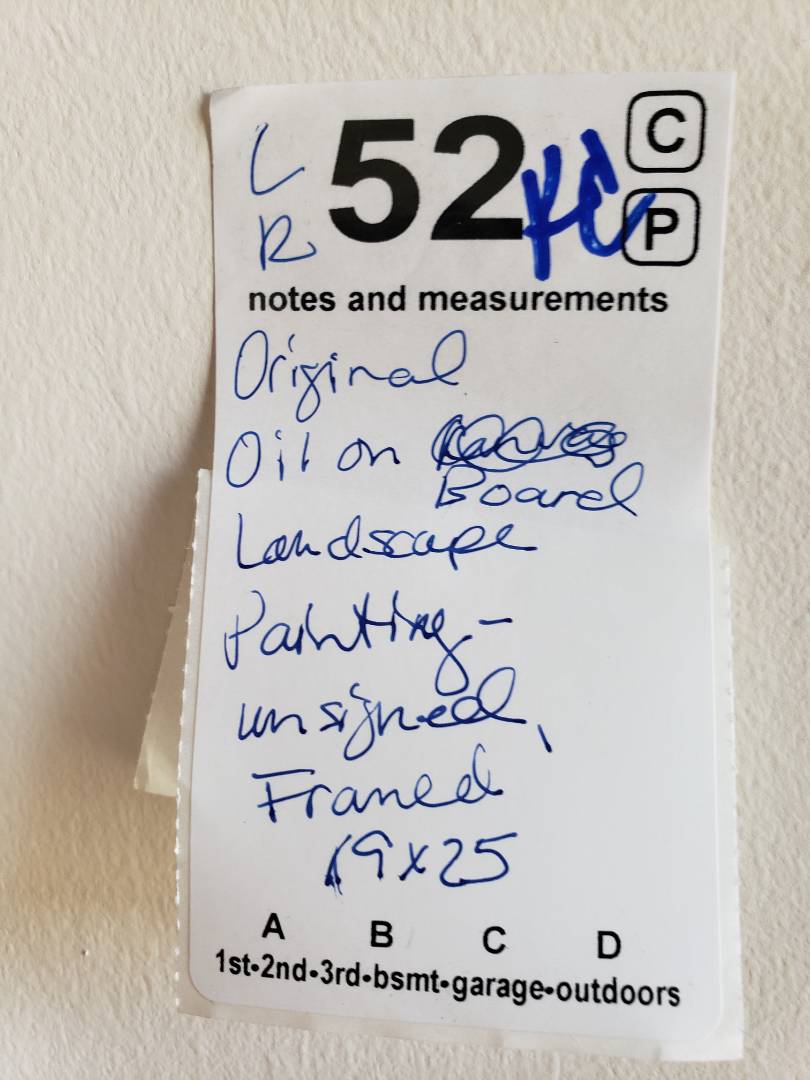 L
R
52 KC
C
P
notes and measurements
Original
Oil on
Board
Landscape
Painting -
unsigned,
Framed
19x25
A B C D
1st•2nd•3rd•bsmt•garage•outdoors